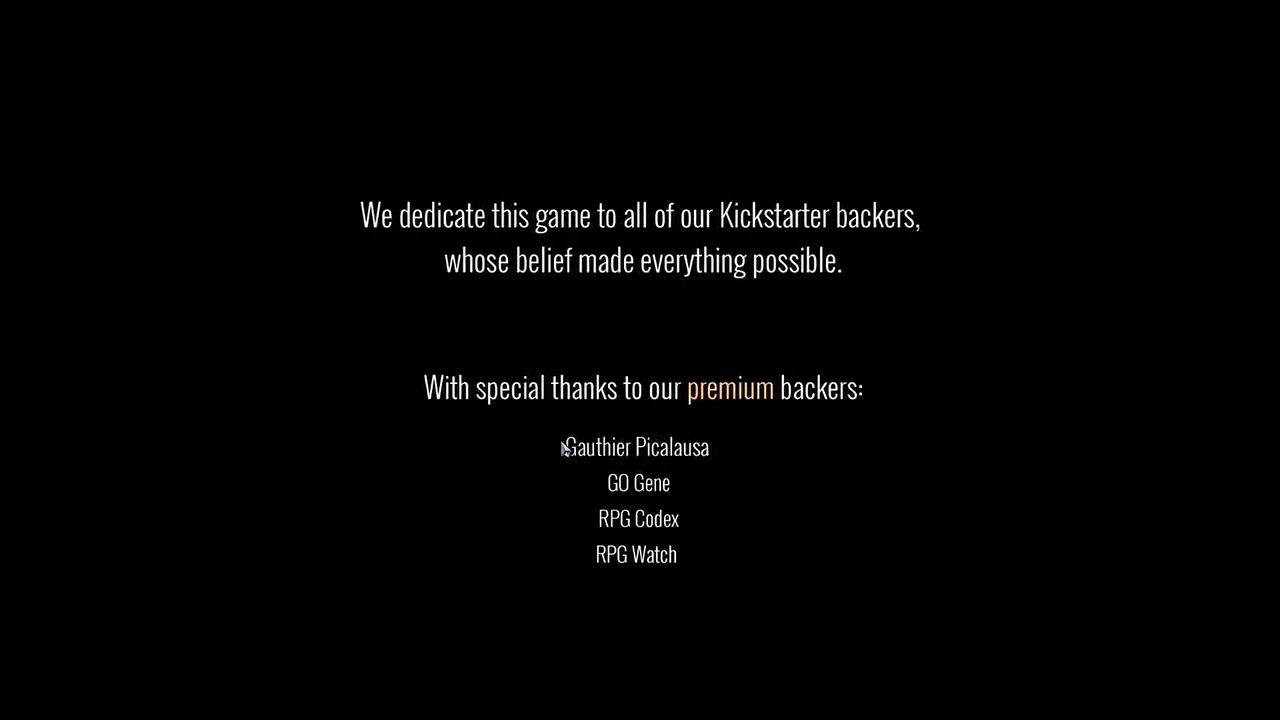 We dedicate this game to all of our Kickstarter backers,
whose belief made everything possible.
With special thanks to our premium backers:
Gauthier Picalausa
GO Gene
RPG Codex
RPG Watch